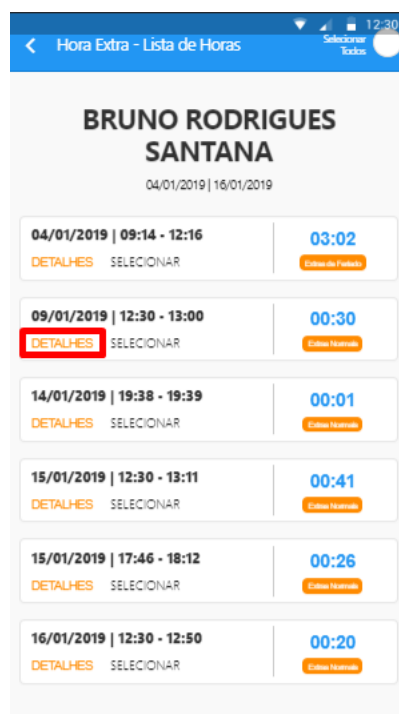 12:30
Hora Extra - Lista de Horas
Selecionar
Todos
BRUNO RODRIGUES
SANTANA
04/01/2019 | 16/01/2019
04/01/2019 | 09:14 - 12:16
03:02
DETALHES SELECIONAR
Extras de Feriado
09/01/2019 | 12:30 - 13:00
00:30
DETALHES SELECIONAR
Extras Normais
14/01/2019 | 19:38 - 19:39
00:01
DETALHES SELECIONAR
Extras Normais
15/01/2019 | 12:30 - 13:11
00:41
DETALHES SELECIONAR
Extras Normais
15/01/2019 | 17:46 - 18:12
00:26
DETALHES SELECIONAR
Extras Normais
16/01/2019 | 12:30 - 12:50
00:20
DETALHES SELECIONAR
Extras Normais